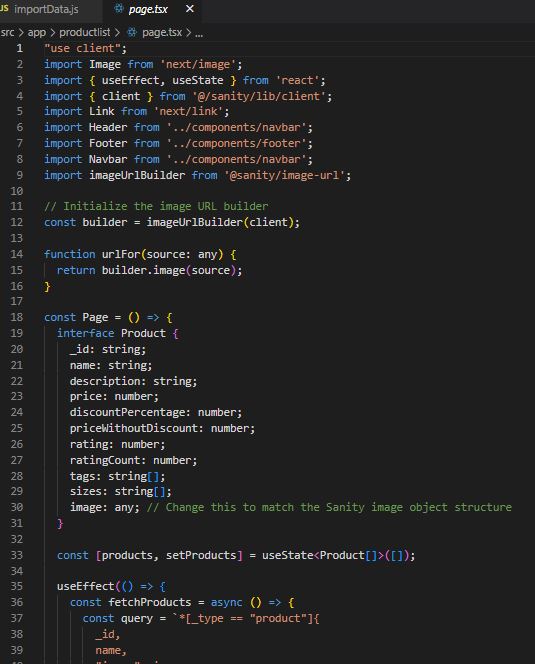 JS importData.js page.tsx ×
src > app > productlist > page.tsx > ...
1 "use client";
2 import Image from 'next/image';
3 import { useEffect, useState } from 'react';
4 import { client } from '@/sanity/lib/client';
5 import Link from 'next/link';
6 import Header from '../components/navbar';
7 import Footer from '../components/footer';
8 import Navbar from '../components/navbar';
9 import imageUrlBuilder from '@sanity/image-url';
10
11 // Initialize the image URL builder
12 const builder = imageUrlBuilder(client);
13
14 function urlFor(source: any) {
15 return builder.image(source);
16 }
17
18 const Page = () => {
19 interface Product {
20 _id: string;
21 name: string;
22 description: string;
23 price: number;
24 discountPercentage: number;
25 priceWithoutDiscount: number;
26 rating: number;
27 ratingCount: number;
28 tags: string[];
29 sizes: string[];
30 image: any; // Change this to match the Sanity image object structure
31 }
32
33 const [products, setProducts] = useState<Product[]>([]);
34
35 useEffect(() => {
36 const fetchProducts = async () => {
37 const query = `*[_type == "product"]{
38 _id,
39 name,